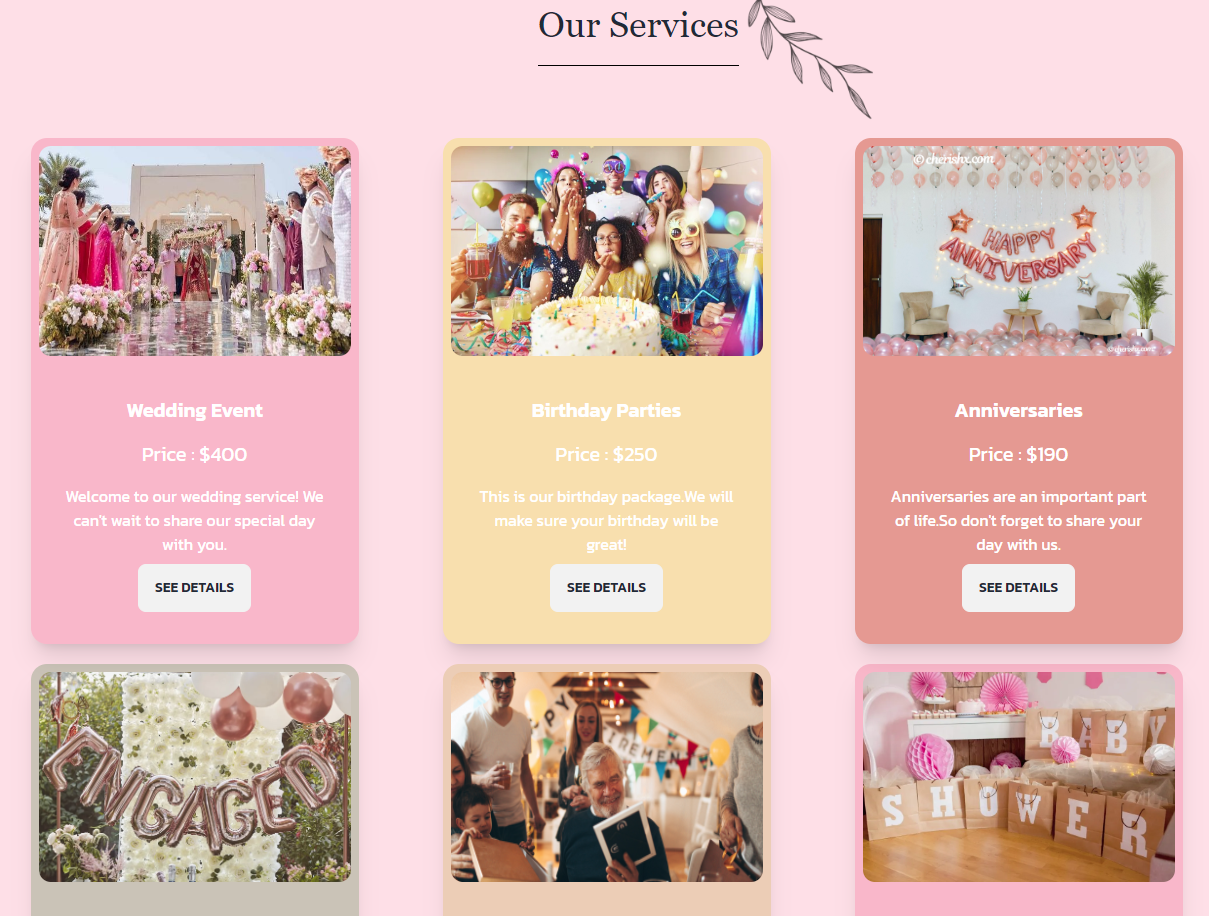 Our Services
© cherishx.com
HAPPY
ANNIVERSARY
© cherishx.com
Wedding Event
Price : $400
Welcome to our wedding service! We
can't wait to share our special day
with you.
SEE DETAILS
Birthday Parties
Price : $250
This is our birthday package.We will
make sure your birthday will be
great!
SEE DETAILS
Anniversaries
Price : $190
Anniversaries are an important part
of life.So don't forget to share your
day with us.
SEE DETAILS
ENGAGED
BABY
SHOWER